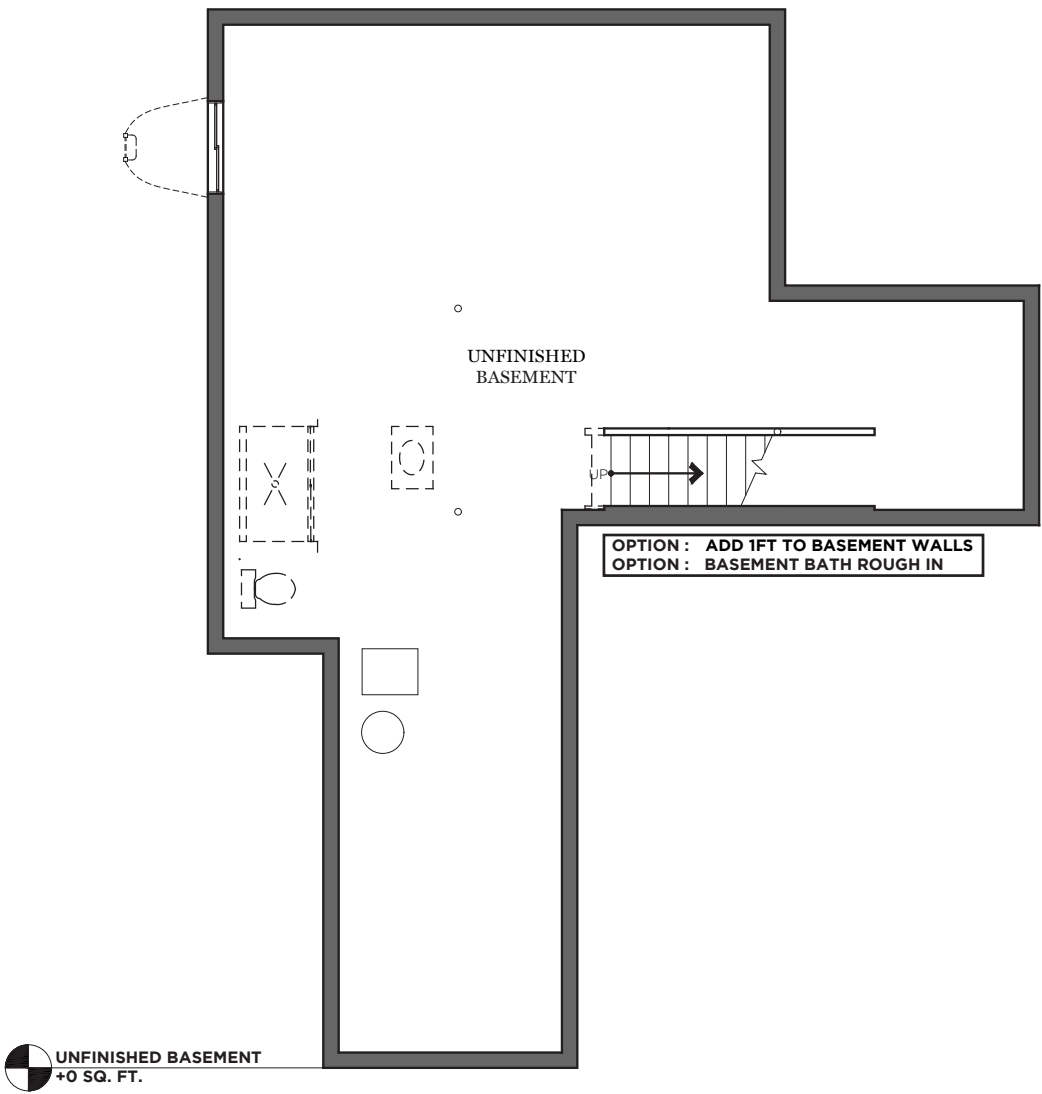 UNFINISHED
BASEMENT
UP
OPTION : ADD 1FT TO BASEMENT WALLS
OPTION : BASEMENT BATH ROUGH IN
UNFINISHED BASEMENT
+0 SQ. FT.